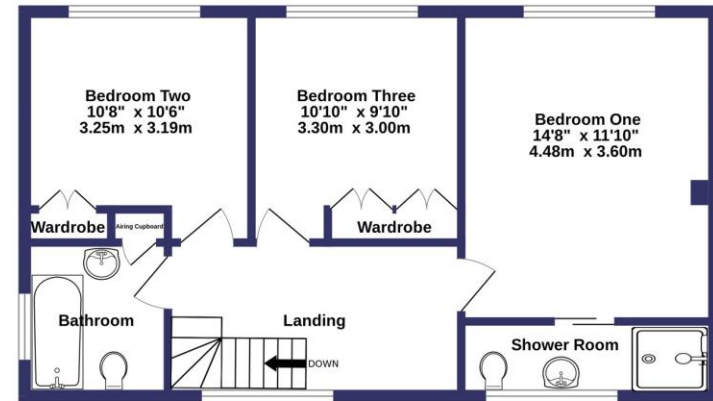 Bedroom Two
10'8" x 10'6"
3.25m x 3.19m
Bedroom Three
10'10" x 9'10"
3.30m x 3.00m
Bedroom One
14'8" x 11'10"
4.48m x 3.60m
Wardrobe
Airing Cupboard
Wardrobe
Bathroom
Landing
DOWN
Shower Room